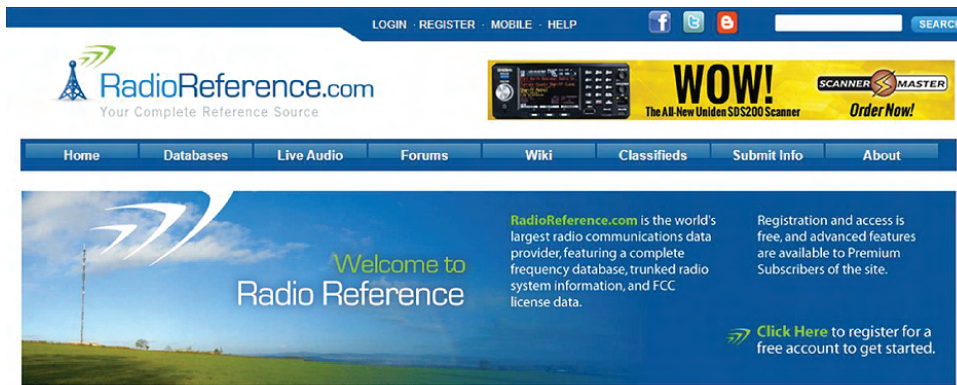 LOGIN · REGISTER · MOBILE · HELP
SEARCH
RadioReference.com
Your Complete Reference Source
WOW!
The All-New Uniden SDS200 Scanner
SCANNER MASTER
Order Now!
Home Databases Live Audio Forums Wiki Classifieds Submit Info About
Welcome to
Radio Reference
RadioReference.com is the world's
largest radio communications data
provider, featuring a complete
frequency database, trunked radio
system information, and FCC
license data.
Registration and access is
free, and advanced features
are available to Premium
Subscribers of the site.
Click Here to register for a
free account to get started.